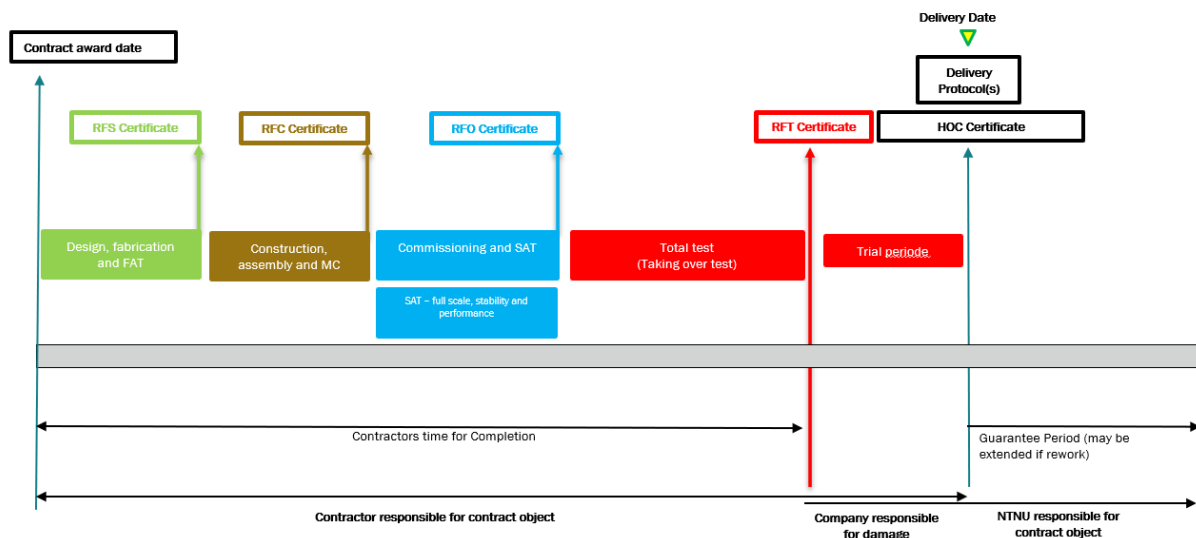 Delivery Date
Contract award date
Delivery
Protocol(s)
RFS Certificate
RFC Certificate
RFO Certificate
RFT Certificate
HOC Certificate
Design, fabrication
and FAT
Construction,
assembly and MC
Commissioning and SAT
Total test
(Taking over test)
Trial periode
SAT – full scale, stability and
performance
Contractors time for Completion
Guarantee Period (may be
extended if rework)
Contractor responsible for contract object
Company responsible
for damage
NTNU responsible for
contract object